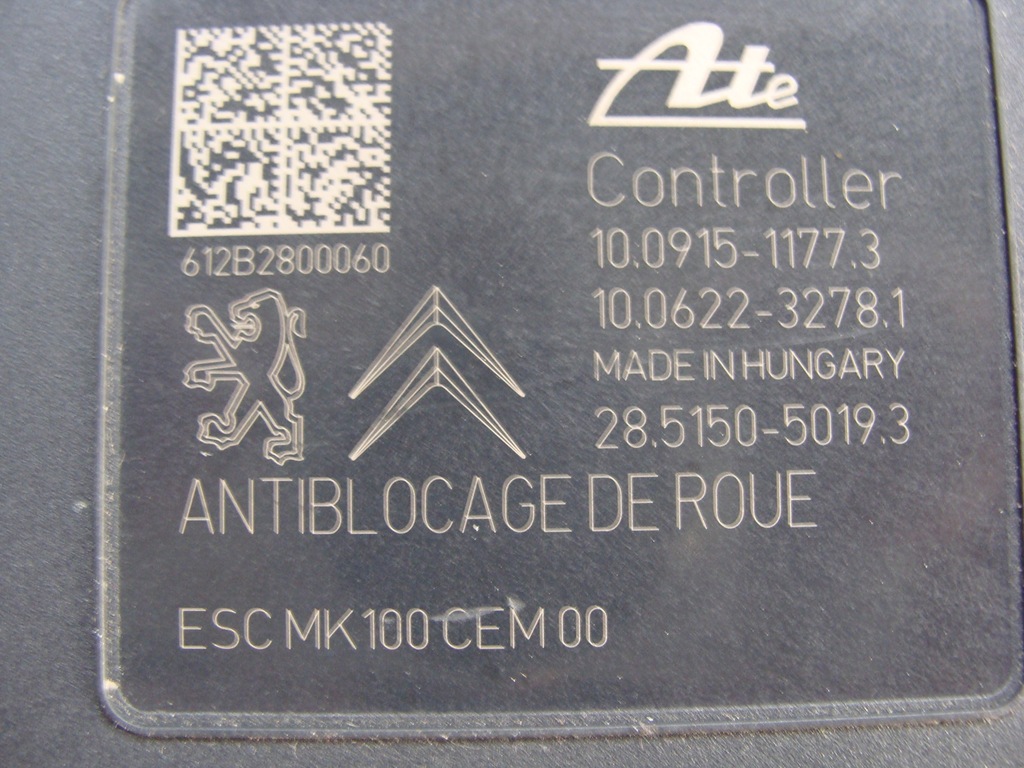 Ate
Controller
612B2800060
10.0915-1177.3
10.0622-3278.1
MADE IN HUNGARY
28.5150-5019.3
ANTIBLOCAGE DE ROUE
ESC MK100 CEM 00